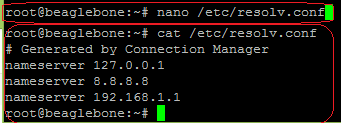 root@beaglebone:~# nano /etc/resolv.conf
root@beaglebone:~# cat /etc/resolv.conf
# Generated by Connection Manager
nameserver 127.0.0.1
nameserver 8.8.8.8
nameserver 192.168.1.1
root@beaglebone:~#